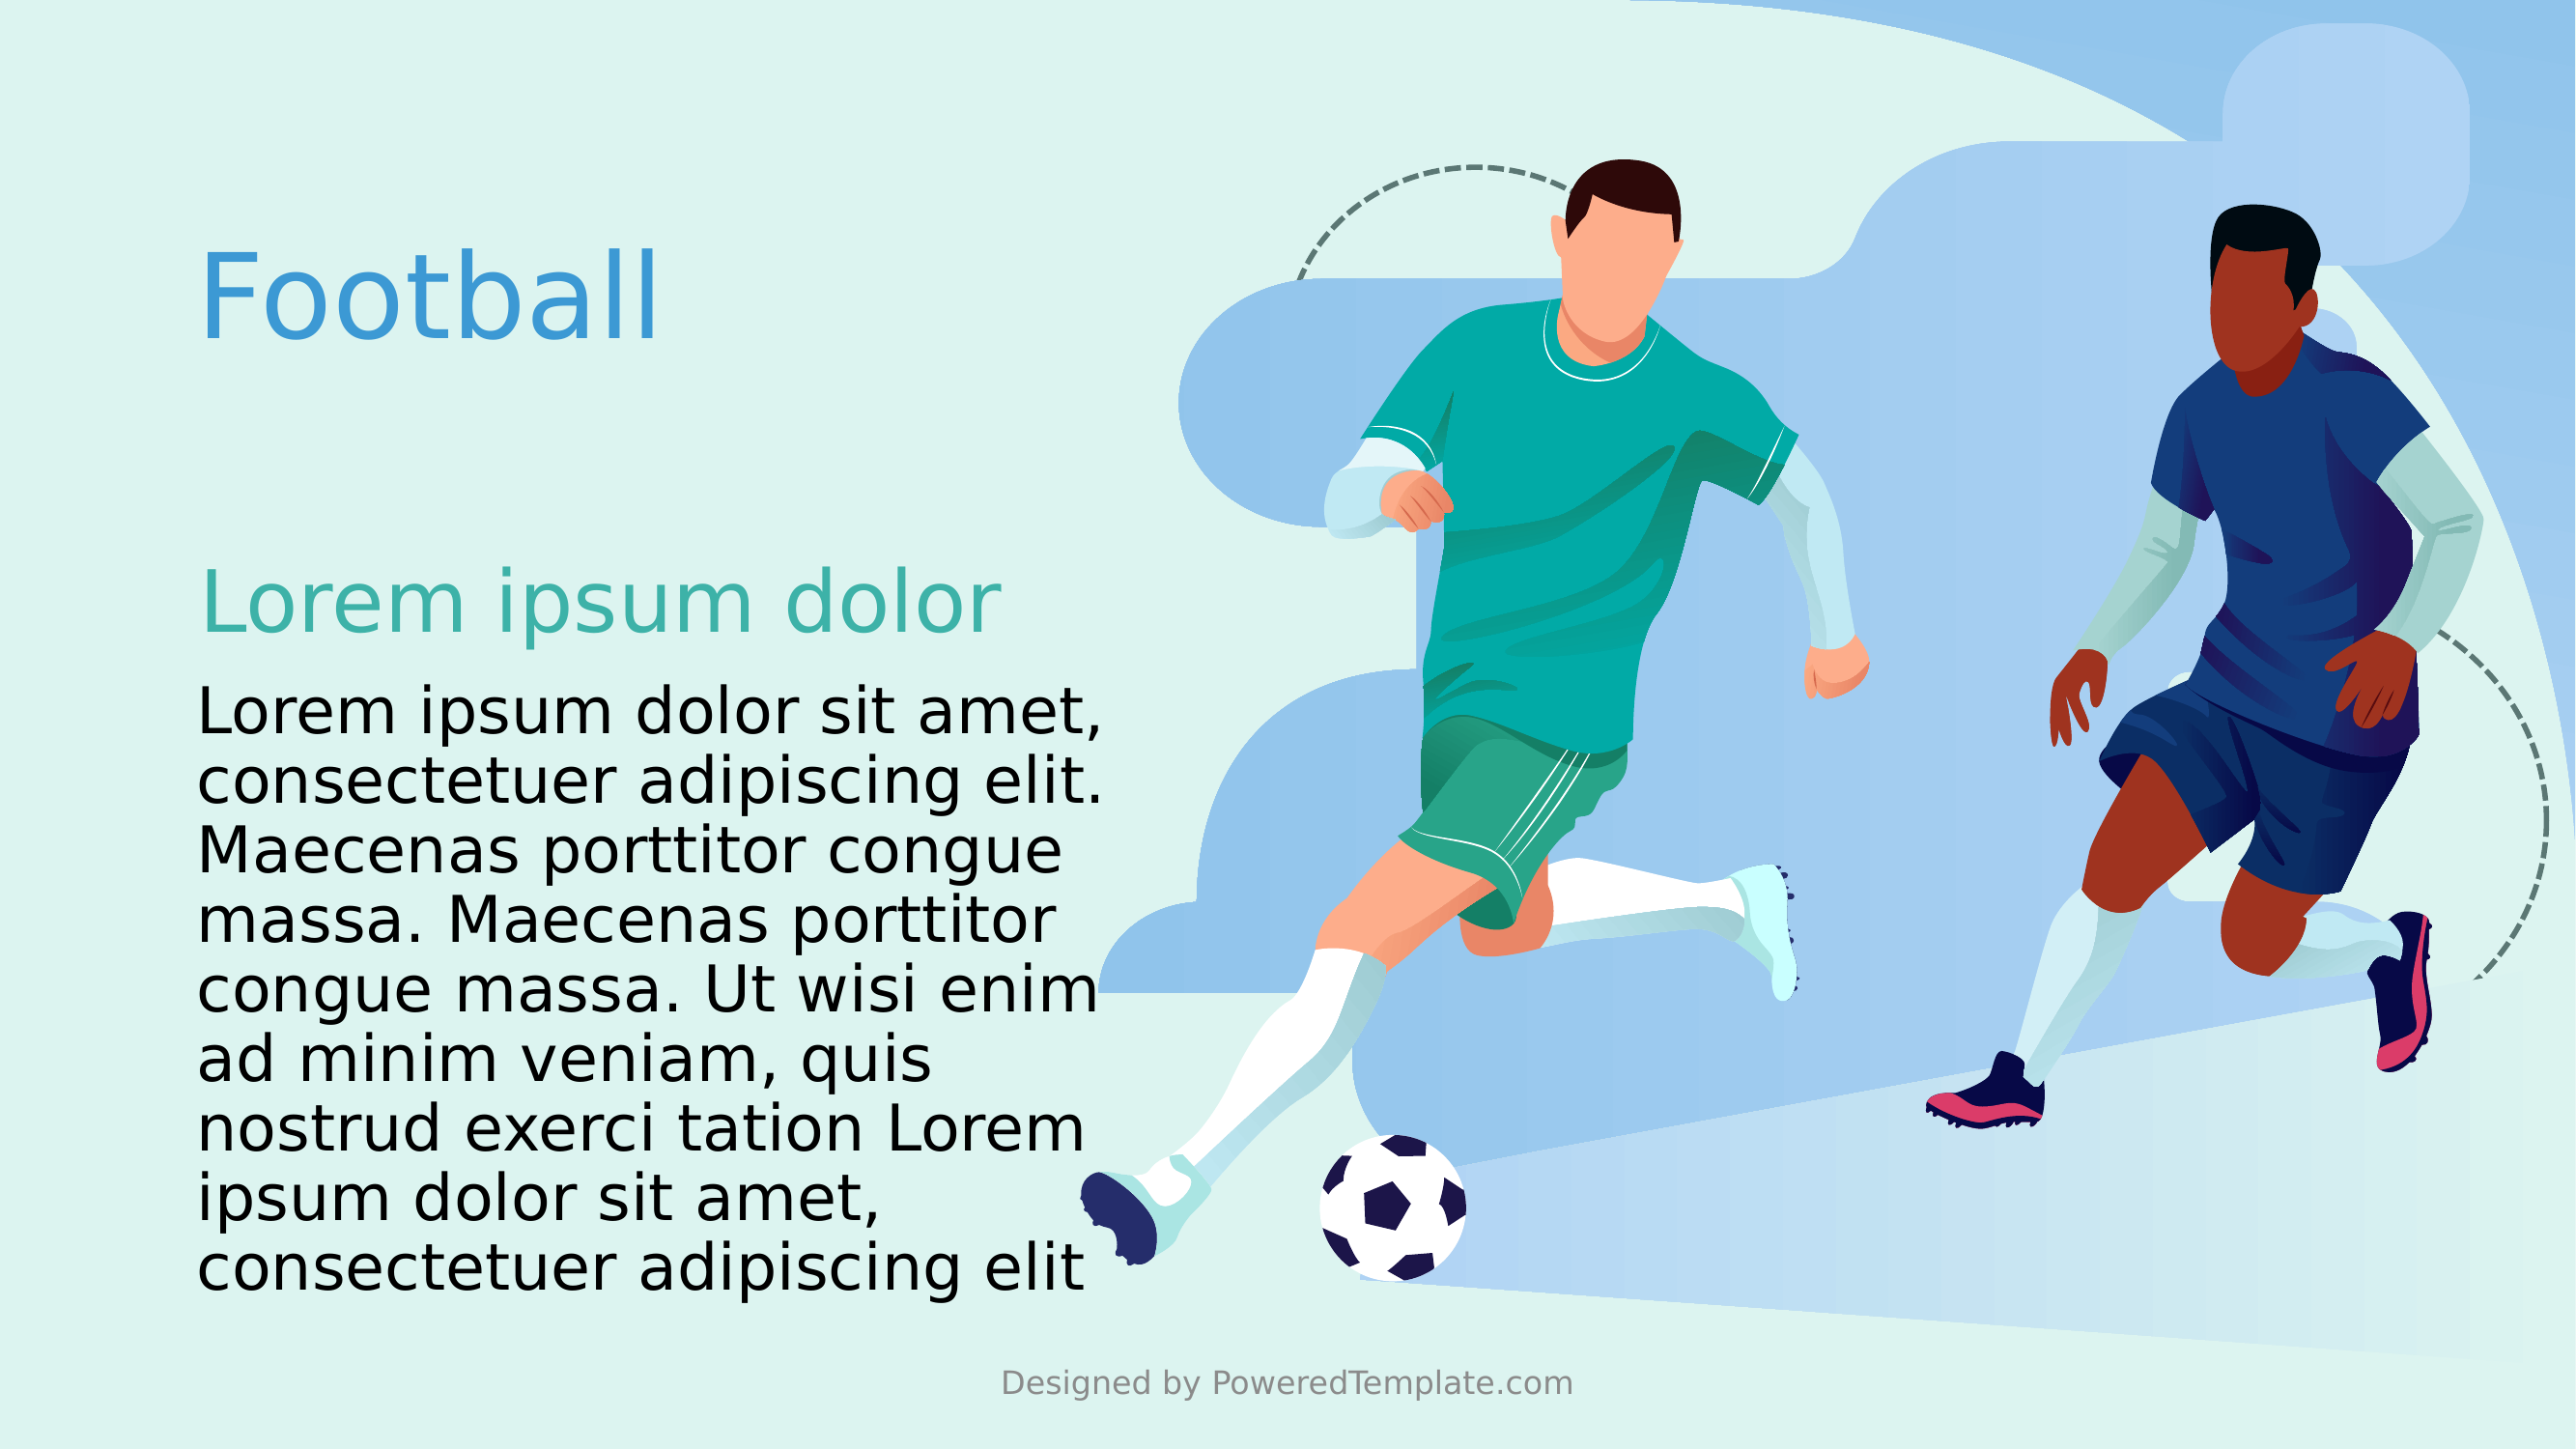 Football
Lorem ipsum dolor
Lorem ipsum dolor sit amet,
consectetuer adipiscing elit.
Maecenas porttitor congue
massa. Maecenas porttitor
congue massa. Ut wisi enim
ad minim veniam, quis
nostrud exerci tation Lorem
ipsum dolor sit amet,
consectetuer adipiscing elit
Designed by PoweredTemplate.com